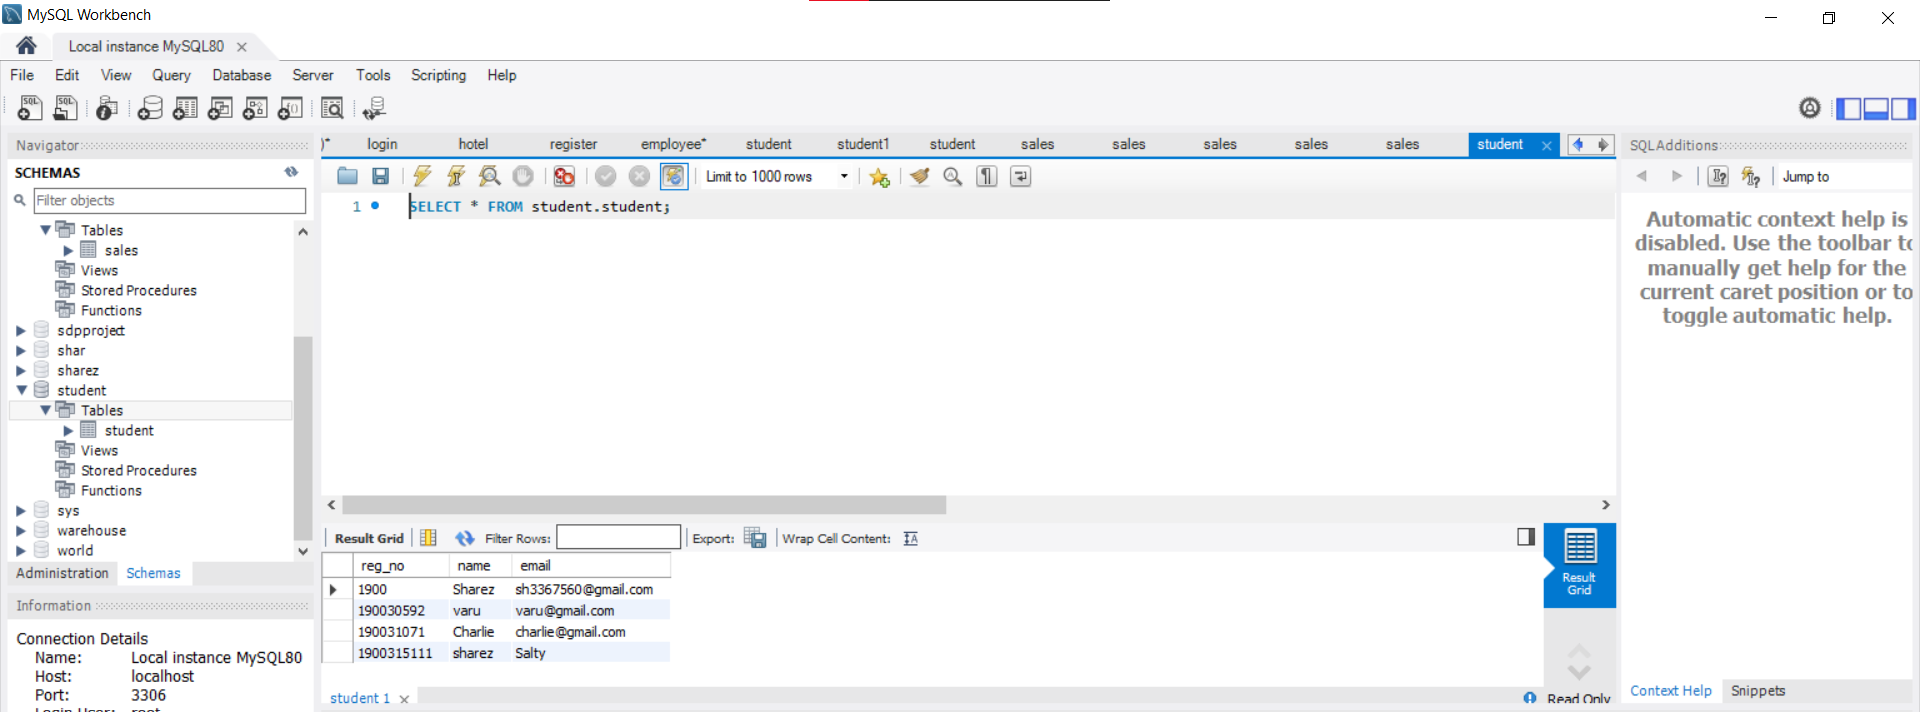 MySQL Workbench
Local instance MySQL80
File Edit View Query Database Server Tools Scripting Help
Navigator
SCHEMAS
Filter objects
Tables
sales
Views
Stored Procedures
Functions
sdpproject
shar
sharez
student
Tables
student
Views
Stored Procedures
Functions
sys
warehouse
world
Administration Schemas
Information
Connection Details
Name: Local instance MySQL80
Host: localhost
Port: 3306
)* login hotel register employee* student student1 student sales sales sales sales sales student
Limit to 1000 rows
1 SELECT * FROM student.student;
Result Grid Filter Rows: Export: Wrap Cell Content:
reg_no name email
1900 Sharez sh3367560@gmail.com
190030592 varu varu@gmail.com
190031071 Charlie charlie@gmail.com
1900315111 sharez Salty
Result
Grid
student 1
Read Only
SQLAdditions
Jump to
Automatic context help is
disabled. Use the toolbar to
manually get help for the
current caret position or to
toggle automatic help.
Context Help Snippets